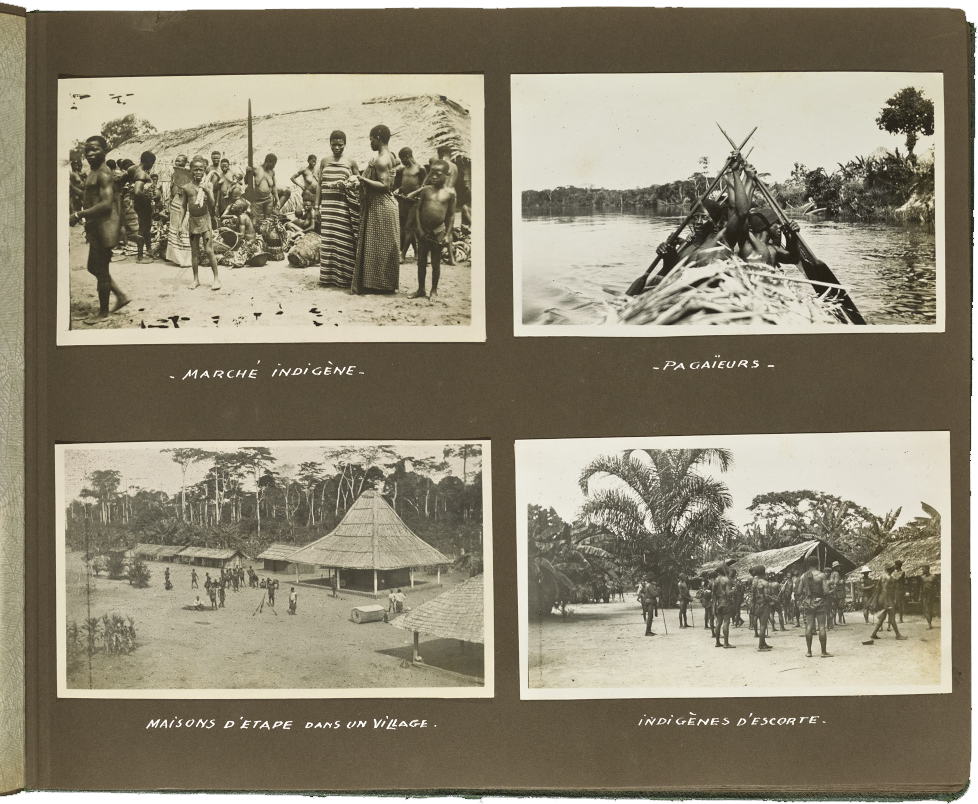 - MARCHÉ INDIGÈNE -
- PAGAÏEURS -
MAISONS D'ETAPE DANS UN VILLAGE.
INDIGÈNES D'ESCORTE.